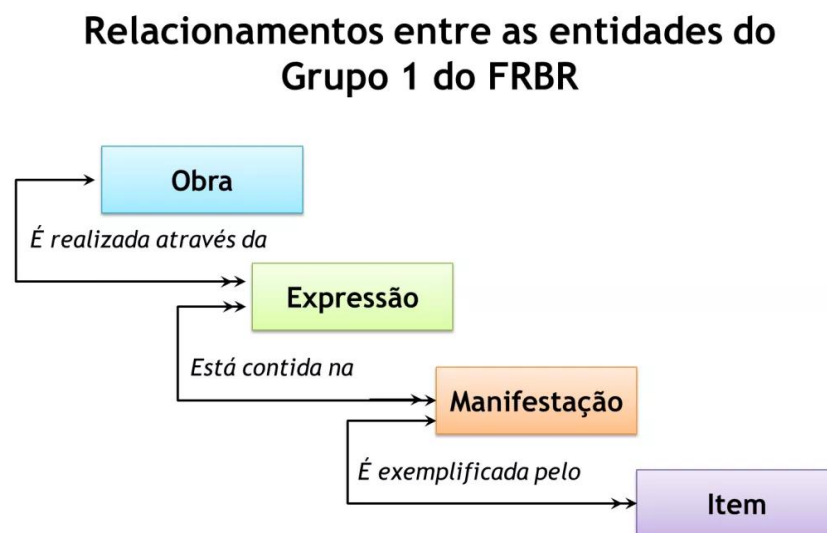 Relacionamentos entre as entidades do
Grupo 1 do FRBR
Obra
É realizada através da
Expressão
Está contida na
Manifestação
É exemplificada pelo
Item